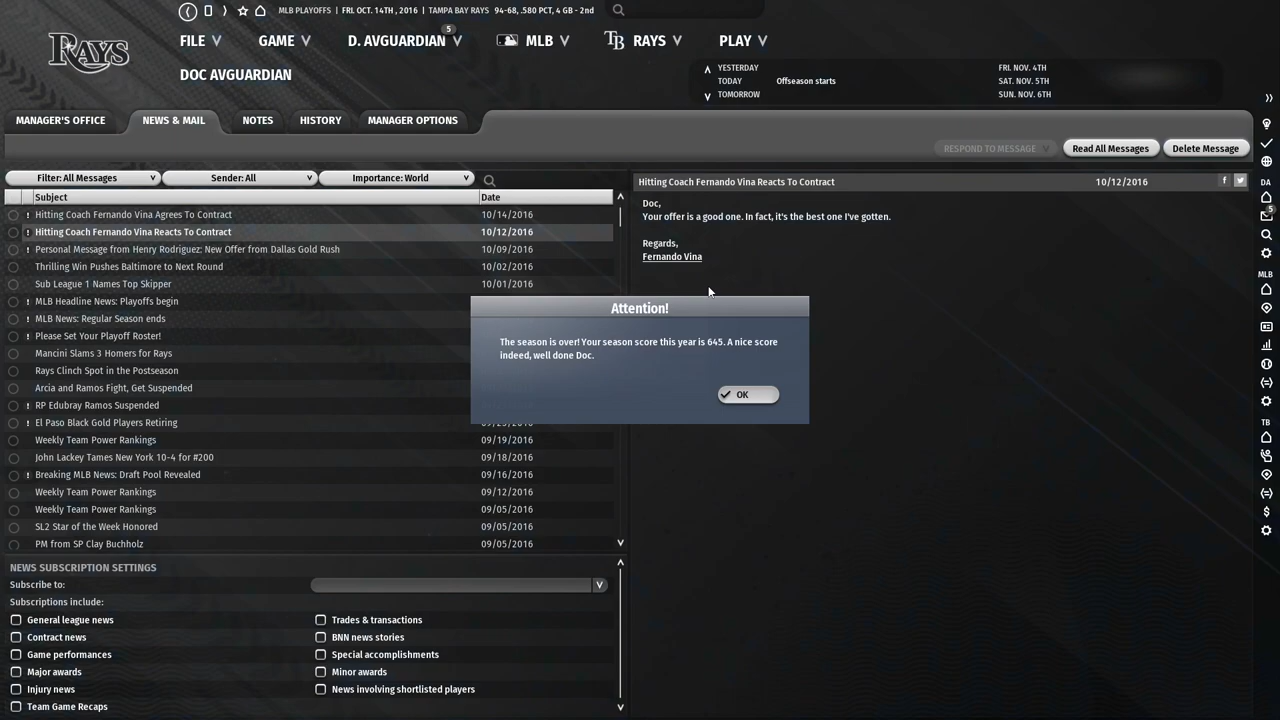 MLB PLAYOFFS | FRI. OCT. 14TH , 2016 | TAMPA BAY RAYS 94-68, .580 PCT, 4 GB - 2nd
5
RAYS
FILE GAME D. AVGUARDIAN MLB TB RAYS PLAY
DOC AVGUARDIAN
YESTERDAY FRI. NOV. 4TH
TODAY Offseason starts SAT. NOV. 5TH
TOMORROW SUN. NOV. 6TH
MANAGER'S OFFICE NEWS & MAIL NOTES HISTORY MANAGER OPTIONS
RESPOND TO MESSAGE Read All Messages Delete Message
Filter: All Messages Sender: All Importance: World
Subject Date
! Hitting Coach Fernando Vina Agrees To Contract 10/14/2016
! Hitting Coach Fernando Vina Reacts To Contract 10/12/2016
! Personal Message from Henry Rodriguez: New Offer from Dallas Gold Rush 10/09/2016
Thrilling Win Pushes Baltimore to Next Round 10/02/2016
Sub League 1 Names Top Skipper 10/01/2016
! MLB Headline News: Playoffs begin
! MLB News: Regular Season ends
! Please Set Your Playoff Roster!
Mancini Slams 3 Homers for Rays
Rays Clinch Spot in the Postseason
Arcia and Ramos Fight, Get Suspended
! RP Edubray Ramos Suspended
! El Paso Black Gold Players Retiring
Weekly Team Power Rankings 09/19/2016
John Lackey Tames New York 10-4 for #200 09/18/2016
! Breaking MLB News: Draft Pool Revealed 09/16/2016
Weekly Team Power Rankings 09/12/2016
Weekly Team Power Rankings 09/05/2016
SL2 Star of the Week Honored 09/05/2016
PM from SP Clay Buchholz 09/05/2016
Hitting Coach Fernando Vina Reacts To Contract 10/12/2016 f
Doc,
Your offer is a good one. In fact, it's the best one I've gotten.
Regards,
Fernando Vina
Attention!
The season is over! Your season score this year is 645. A nice score
indeed, well done Doc.
OK
NEWS SUBSCRIPTION SETTINGS
Subscribe to:
Subscriptions include:
General league news Trades & transactions
Contract news BNN news stories
Game performances Special accomplishments
Major awards Minor awards
Injury news News involving shortlisted players
Team Game Recaps
DA
5
MLB
TB
$